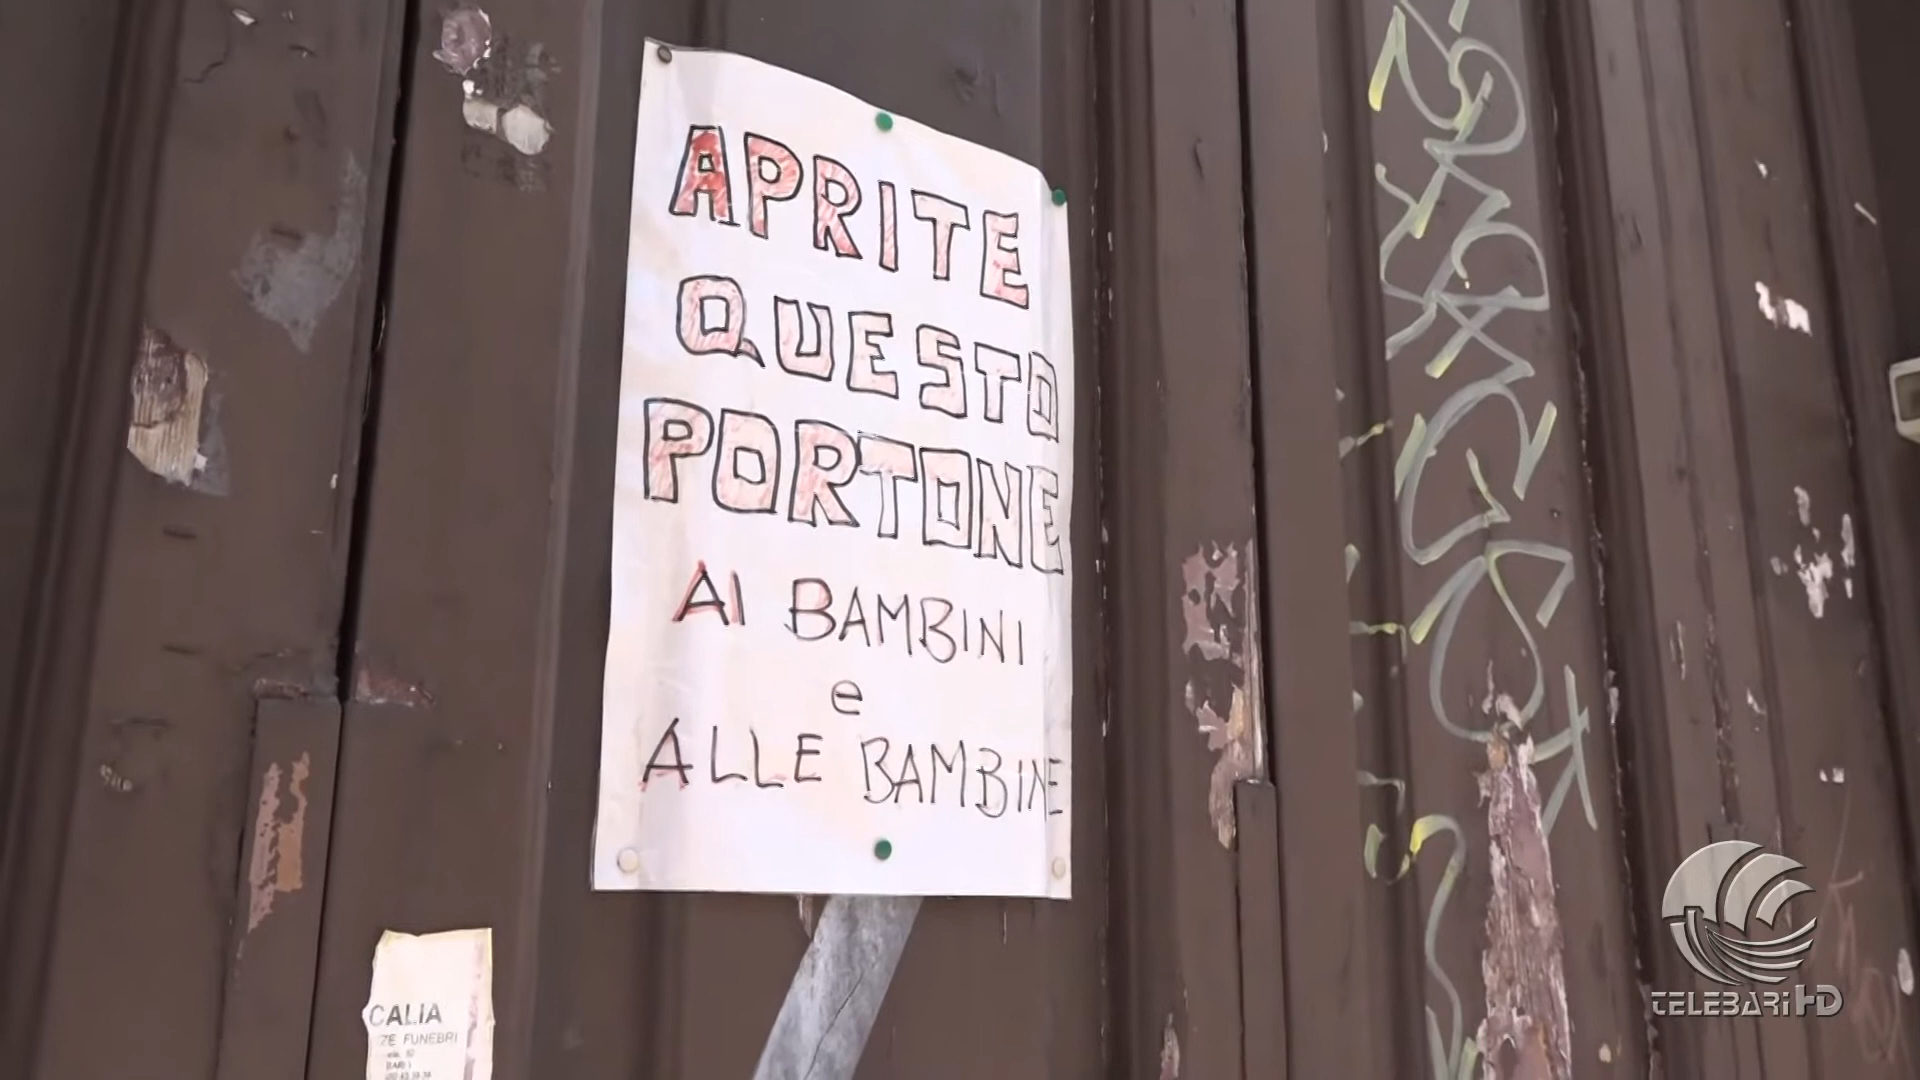 APRITE
QUESTO
PORTONE
AI BAMBINI
e
ALLE BAMBINE
CALIA
ZE FUNEBRI
TELEBARI HD